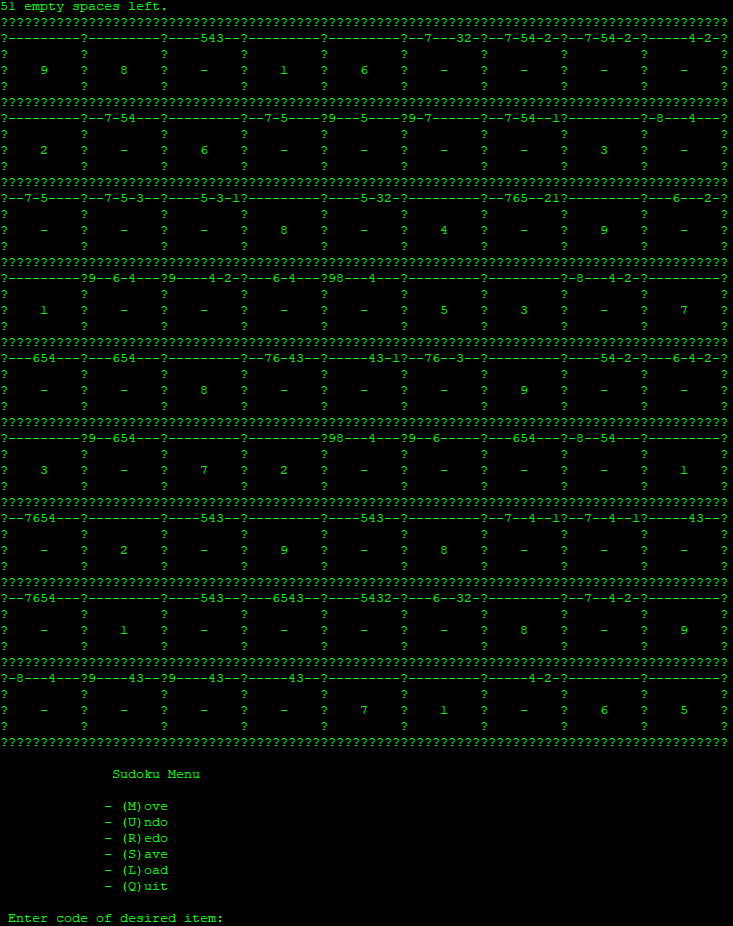 51 empty spaces left.
???????????????????????????????????????????????????????????????????????????????????????????
?---------?---------?----543--?---------?---------?--7---32-?--7-54-2-?--7-54-2-?-----4-2-?
?         ?         ?         ?         ?         ?         ?         ?         ?         ?
?    9    ?    8    ?    -    ?    1    ?    6    ?    -    ?    -    ?    -    ?    -    ?
?         ?         ?         ?         ?         ?         ?         ?         ?         ?
???????????????????????????????????????????????????????????????????????????????????????????
?---------?--7-54---?---------?--7-5----?9---5----?9-7------?--7-54--1?---------?-8---4---?
?         ?         ?         ?         ?         ?         ?         ?         ?         ?
?    2    ?    -    ?    6    ?    -    ?    -    ?    -    ?    -    ?    3    ?    -    ?
?         ?         ?         ?         ?         ?         ?         ?         ?         ?
???????????????????????????????????????????????????????????????????????????????????????????
?--7-5----?--7-5-3--?----5-3-1?---------?----5-32-?---------?--765--21?---------?---6---2-?
?         ?         ?         ?         ?         ?         ?         ?         ?         ?
?    -    ?    -    ?    -    ?    8    ?    -    ?    4    ?    -    ?    9    ?    -    ?
?         ?         ?         ?         ?         ?         ?         ?         ?         ?
???????????????????????????????????????????????????????????????????????????????????????????
?---------?9--6-4---?9----4-2-?---6-4---?98---4---?---------?---------?-8---4-2-?---------?
?         ?         ?         ?         ?         ?         ?         ?         ?         ?
?    1    ?    -    ?    -    ?    -    ?    -    ?    5    ?    3    ?    -    ?    7    ?
?         ?         ?         ?         ?         ?         ?         ?         ?         ?
???????????????????????????????????????????????????????????????????????????????????????????
?---654---?---654---?---------?--76-43--?-----43-1?--76--3--?---------?----54-2-?---6-4-2-?
?         ?         ?         ?         ?         ?         ?         ?         ?         ?
?    -    ?    -    ?    8    ?    -    ?    -    ?    -    ?    9    ?    -    ?    -    ?
?         ?         ?         ?         ?         ?         ?         ?         ?         ?
???????????????????????????????????????????????????????????????????????????????????????????
?---------?9--654---?---------?---------?98---4---?9--6-----?---654---?-8--54---?---------?
?         ?         ?         ?         ?         ?         ?         ?         ?         ?
?    3    ?    -    ?    7    ?    2    ?    -    ?    -    ?    -    ?    -    ?    1    ?
?         ?         ?         ?         ?         ?         ?         ?         ?         ?
???????????????????????????????????????????????????????????????????????????????????????????
?--7654---?---------?----543--?---------?----543--?---------?--7--4--1?--7--4--1?-----43--?
?         ?         ?         ?         ?         ?         ?         ?         ?         ?
?    -    ?    2    ?    -    ?    9    ?    -    ?    8    ?    -    ?    -    ?    -    ?
?         ?         ?         ?         ?         ?         ?         ?         ?         ?
???????????????????????????????????????????????????????????????????????????????????????????
?--7654---?---------?----543--?---6543--?----5432-?---6--32-?---------?--7--4-2-?---------?
?         ?         ?         ?         ?         ?         ?         ?         ?         ?
?    -    ?    1    ?    -    ?    -    ?    -    ?    -    ?    8    ?    -    ?    9    ?
?         ?         ?         ?         ?         ?         ?         ?         ?         ?
???????????????????????????????????????????????????????????????????????????????????????????
?-8---4---?9----43--?9----43--?-----43--?---------?---------?-----4-2-?---------?---------?
?         ?         ?         ?         ?         ?         ?         ?         ?         ?
?    -    ?    -    ?    -    ?    -    ?    7    ?    1    ?    -    ?    6    ?    5    ?
?         ?         ?         ?         ?         ?         ?         ?         ?         ?
???????????????????????????????????????????????????????????????????????????????????????????
Sudoku Menu
- (M)ove
- (U)ndo
- (R)edo
- (S)ave
- (L)oad
- (Q)uit
Enter code of desired item: